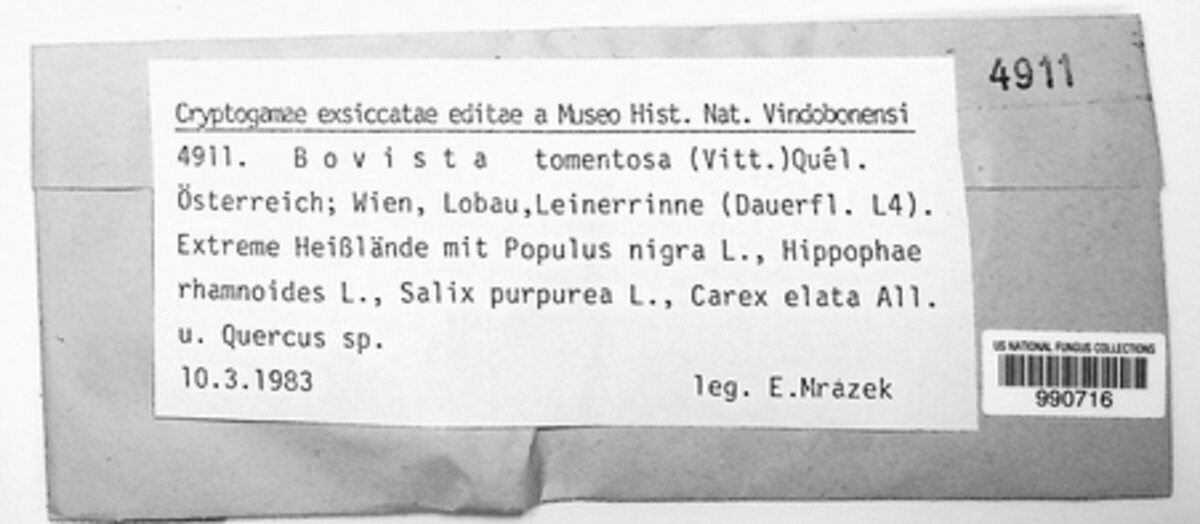 4911
Cryptogamae exsiccatae editae a Museo Hist. Nat. Vindobonensi
4911. B o v i s t a tomentosa (Vitt.)Quél.
Österreich; Wien, Lobau,Leinerrinne (Dauerfl. L4).
Extreme Heißlände mit Populus nigra L., Hippophae
rhamnoides L., Salix purpurea L., Carex elata All.
u. Quercus sp.
10.3.1983 leg. E.Mrázek
US NATIONAL FUNGUS COLLECTIONS
990716